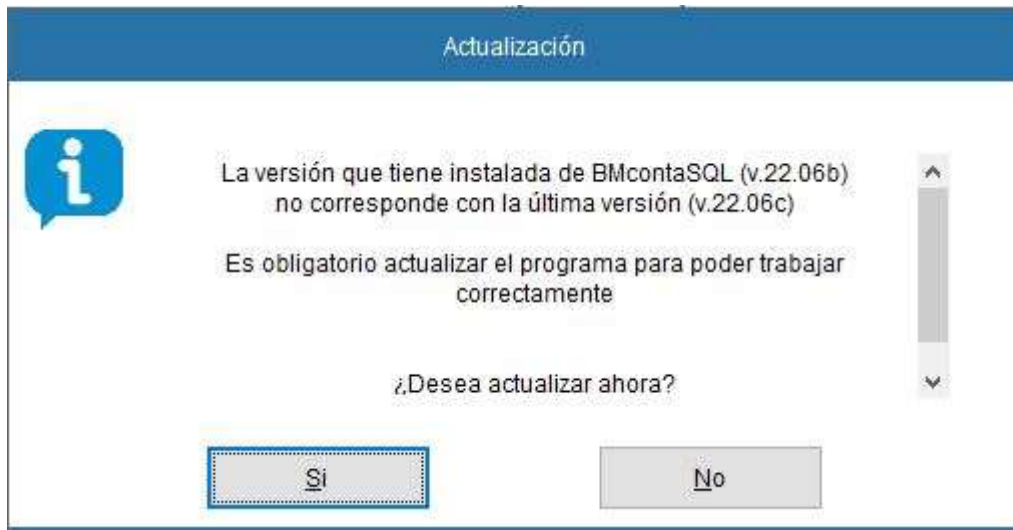 Actualización
La versión que tiene instalada de BMcontaSQL (v.22.06b)
no corresponde con la última versión (v.22.06c)
Es obligatorio actualizar el programa para poder trabajar
correctamente
¿Desea actualizar ahora?
Si
No